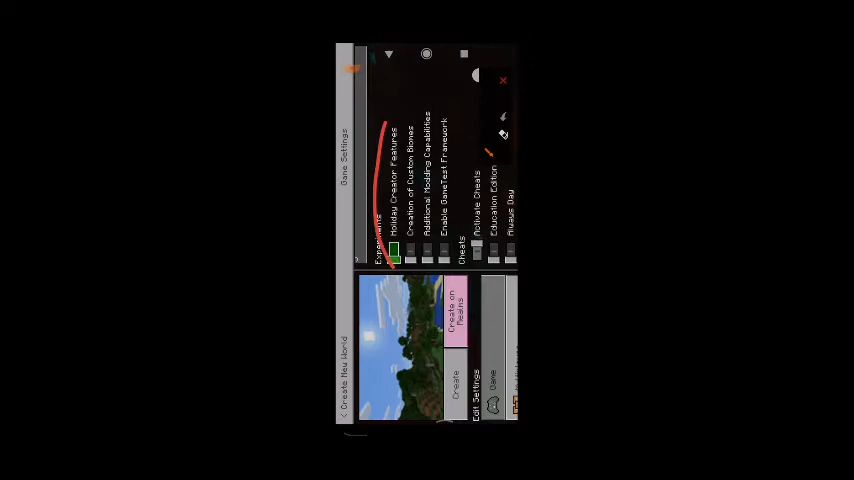 < Create New World
Game Settings
Create
Create on
Realms
Edit Settings
Game
Experiments
Holiday Creator Features
Creation of Custom Biomes
Additional Modding Capabilities
Enable GameTest Framework
Cheats
Activate Cheats
Education Edition
Always Day